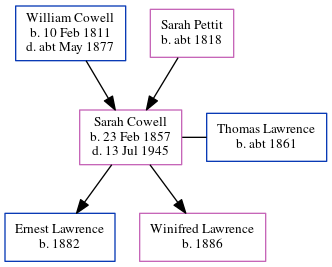 William Cowell
b. 10 Feb 1811
d. abt May 1877
Sarah Pettit
b. abt 1818
Sarah Cowell
b. 23 Feb 1857
d. 13 Jul 1945
Thomas Lawrence
b. abt 1861
Ernest Lawrence
b. 1882
Winifred Lawrence
b. 1886